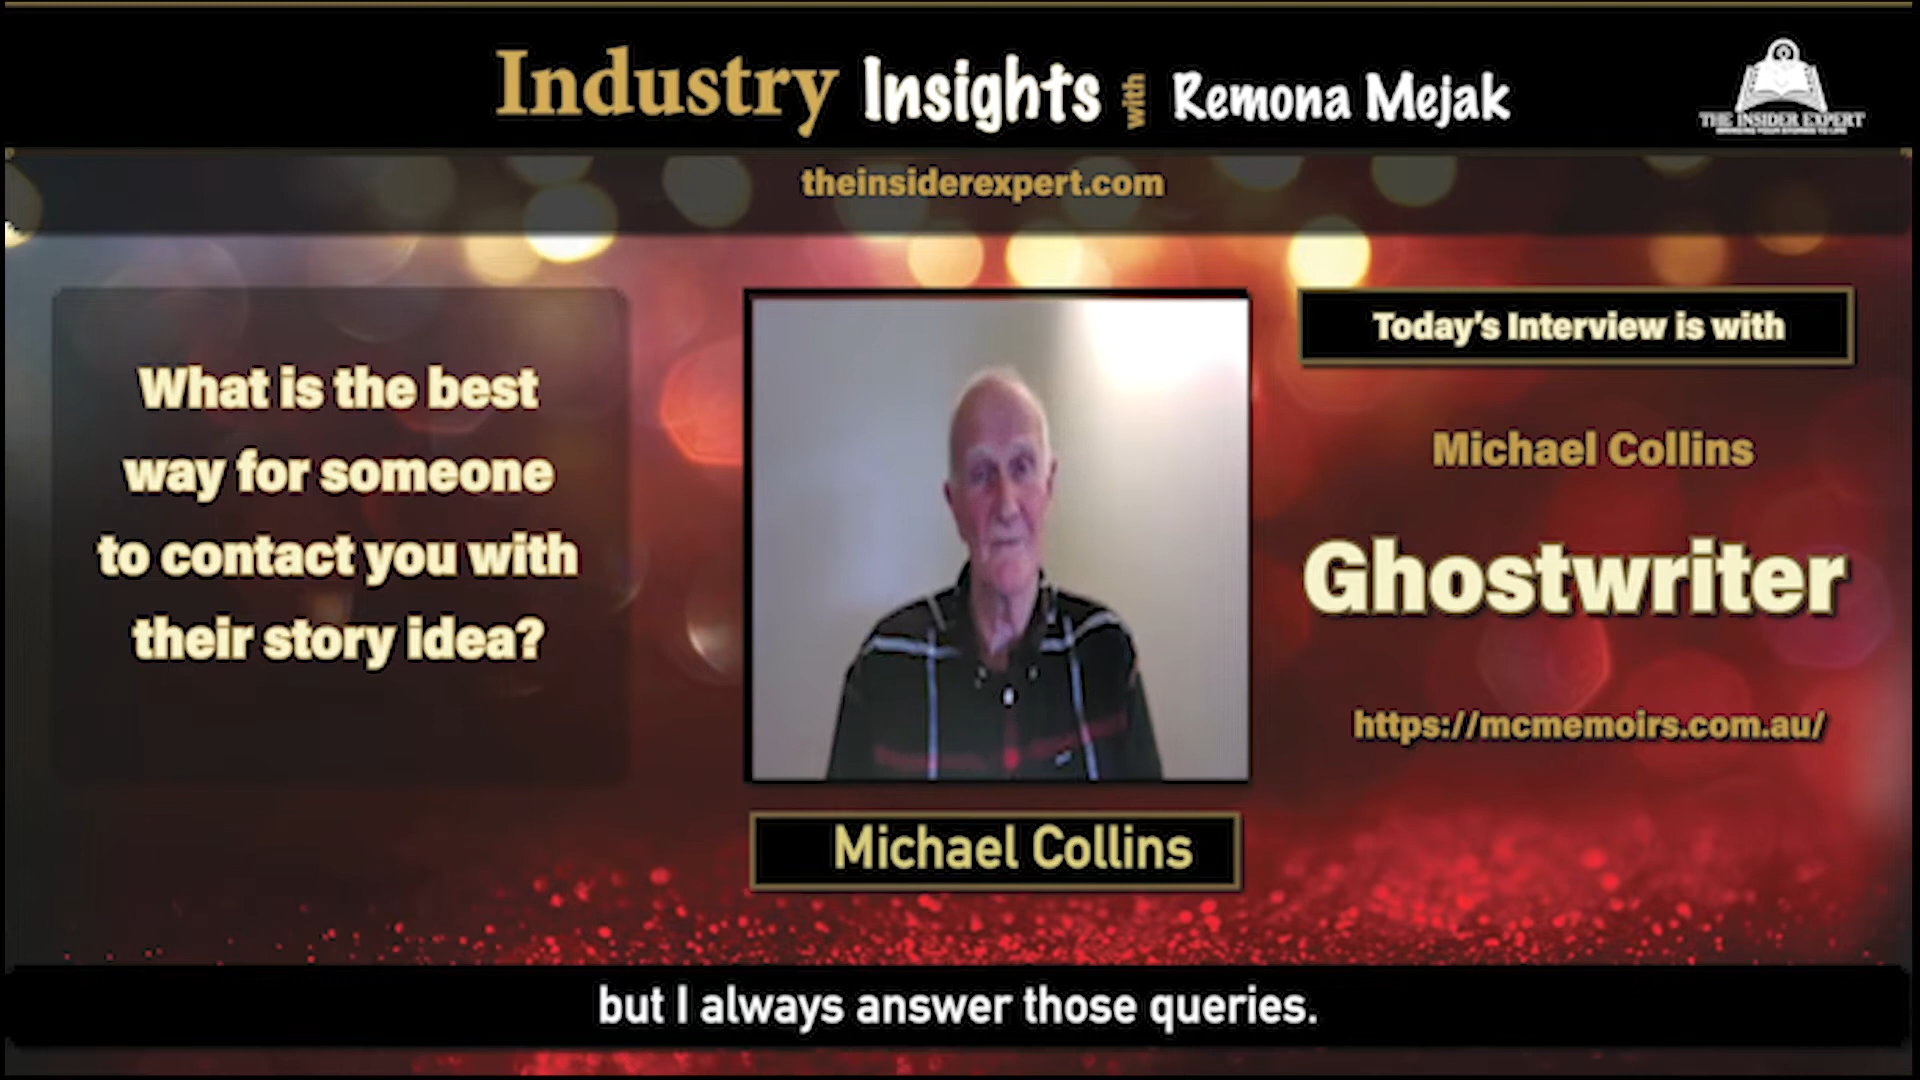 Industry Insights with Remona Mejak
THE INSIDER EXPERT
theinsiderexpert.com
What is the best
way for someone
to contact you with
their story idea?
Today's Interview is with
Michael Collins
Ghostwriter
https://mcmemoirs.com.au/
Michael Collins
but I always answer those queries.